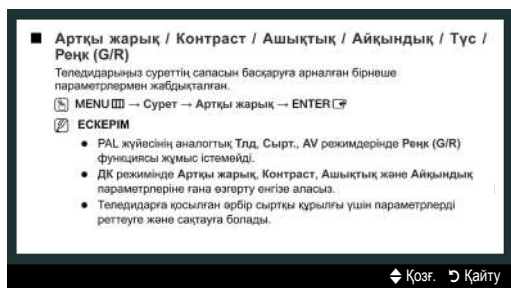 ■ Артқы жарық / Контраст / Ашықтық / Айқындық / Түс /
Реңк (G/R)
Теледидарыңыз суреттің сапасын басқаруға арналған бірнеше
параметрлермен жабдықталған.
MENU → Сурет → Артқы жарық → ENTER
ЕСКЕРІМ
● PAL жүйесінің аналогтық Тлд, Сырт., AV режимдерінде Реңк (G/R)
функциясы жұмыс істемейді.
● ДК режимінде Артқы жарық, Контраст, Ашықтық және Айқындық
параметрлеріне ғана өзгерту енгізе аласыз.
● Теледидарға қосылған әрбір сыртқы құрылғы үшін параметрлерді
реттеуге және сақтауға болады.
Қозғ. Қайту